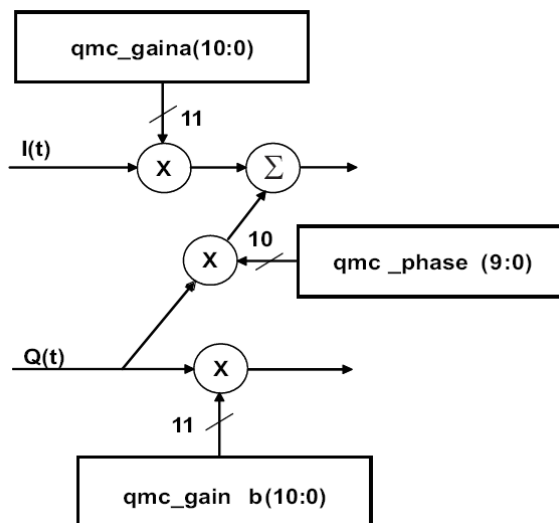 qmc_gaina(10:0)
11
I(t)
X
Σ
10
X
qmc _phase (9:0)
Q(t)
X
11
qmc_gain b(10:0)